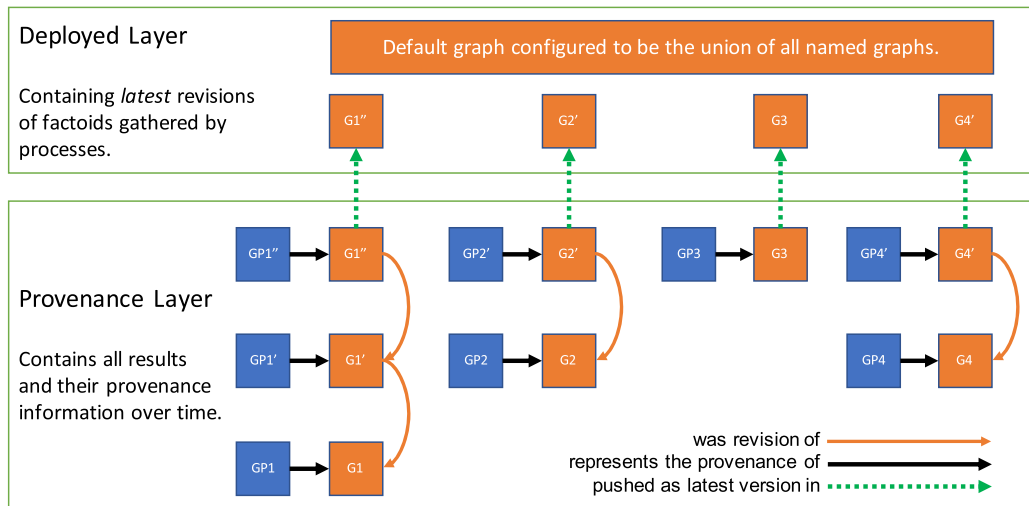 Deployed Layer
Default graph configured to be the union of all named graphs.
Containing latest revisions
of factoids gathered by
processes.
G1’’
G2’
G3
G4’
GP1’’
G1’’
GP2’
G2’
GP3
G3
GP4’
G4’
Provenance Layer
Contains all results
and their provenance
information over time.
GP1’
G1’
GP2
G2
GP4
G4
GP1
G1
was revision of
represents the provenance of
pushed as latest version in